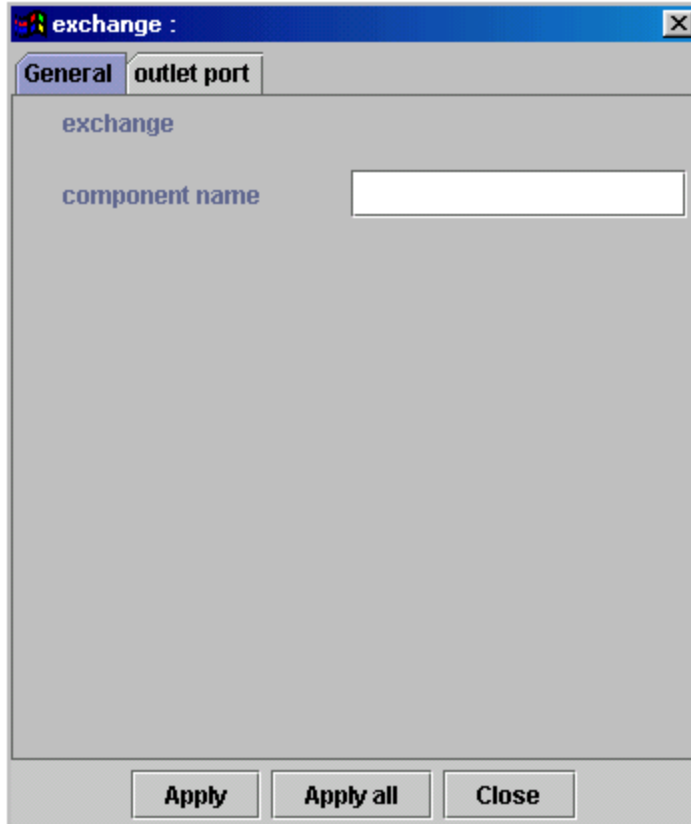 exchange :
General outlet port
exchange
component name
Apply Apply all Close